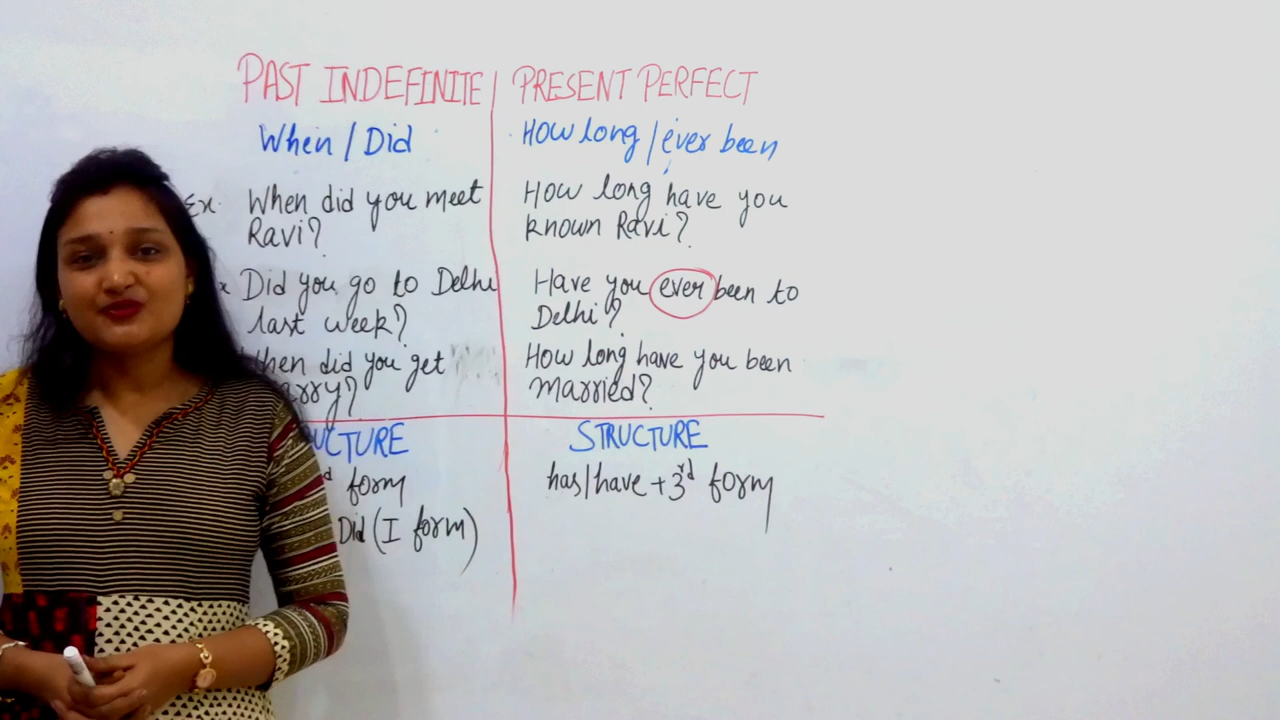 PAST INDEFINITE | PRESENT PERFECT
When / Did
Ex. When did you meet
Ravi?
Did you go to Delhi
last week?
did you get
STRUCTURE
form
Did (I form)
How long / ever been
How long have you
known Ravi?
Have you ever been to
Delhi?
How long have you been
married?
STRUCTURE
has/have + 3rd form